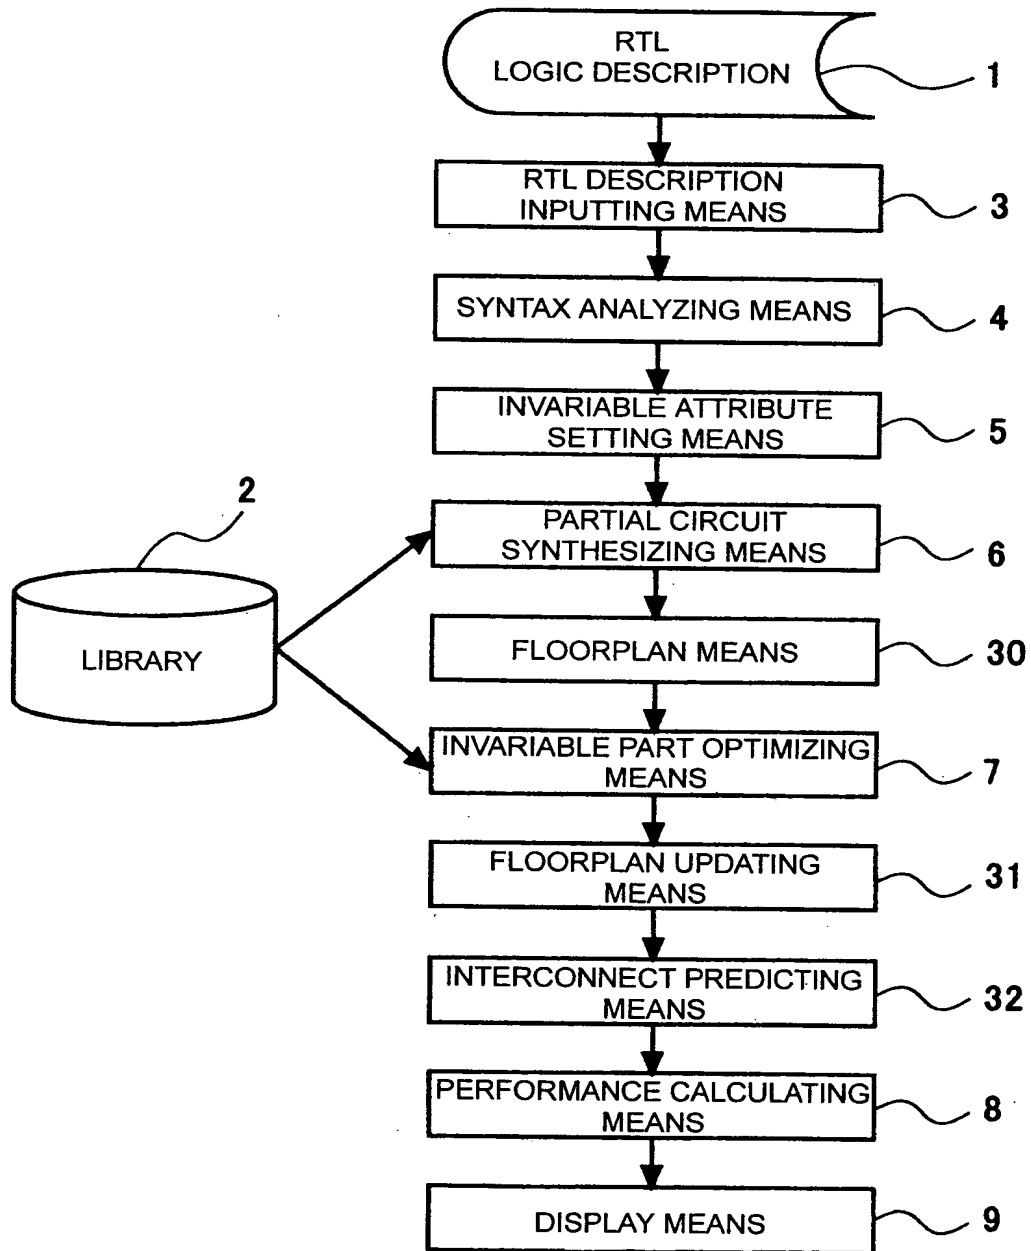 RTL
LOGIC DESCRIPTION
1
RTL DESCRIPTION
INPUTTING MEANS
3
SYNTAX ANALYZING MEANS
4
INVARIABLE ATTRIBUTE
SETTING MEANS
5
2
PARTIAL CIRCUIT
SYNTHESIZING MEANS
6
LIBRARY
FLOORPLAN MEANS
30
INVARIABLE PART OPTIMIZING
MEANS
7
FLOORPLAN UPDATING
MEANS
31
INTERCONNECT PREDICTING
MEANS
32
PERFORMANCE CALCULATING
MEANS
8
DISPLAY MEANS
9